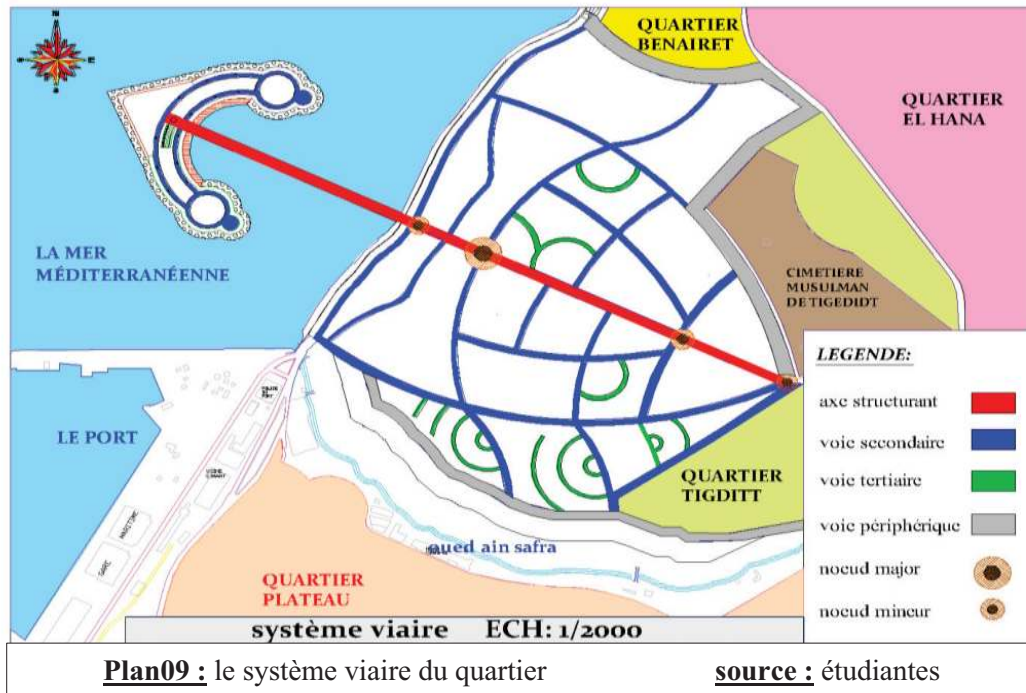 QUARTIER
BENAIRET
QUARTIER
EL HANA
LA MER
MÉDITERRANÉENNE
CIMETIERE
MUSULMAN
DE TIGEDIDT
LE PORT
QUARTIER
TIGDITT
oued ain safra
GARE MARITIME
QUARTIER
PLATEAU
LEGENDE:
axe structurant
voie secondaire
voie tertiaire
voie périphérique
noeud major
noeud mineur
système viaire ECH: 1/2000
Plan09 : le système viaire du quartier source : étudiantes